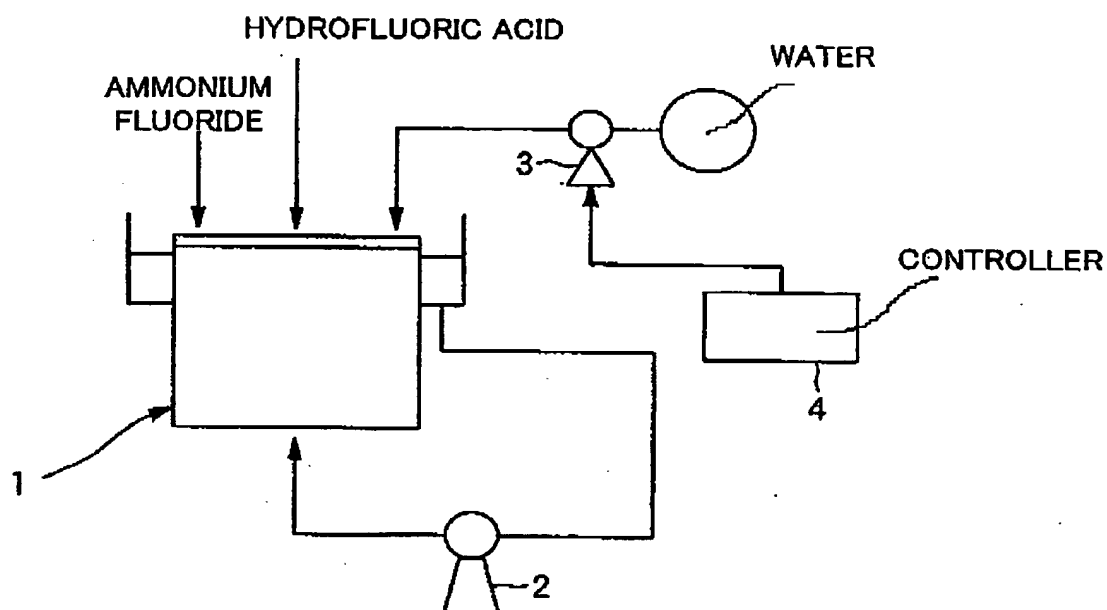 HYDROFLUORIC ACID
AMMONIUM
FLUORIDE
WATER
3
CONTROLLER
4
1
2